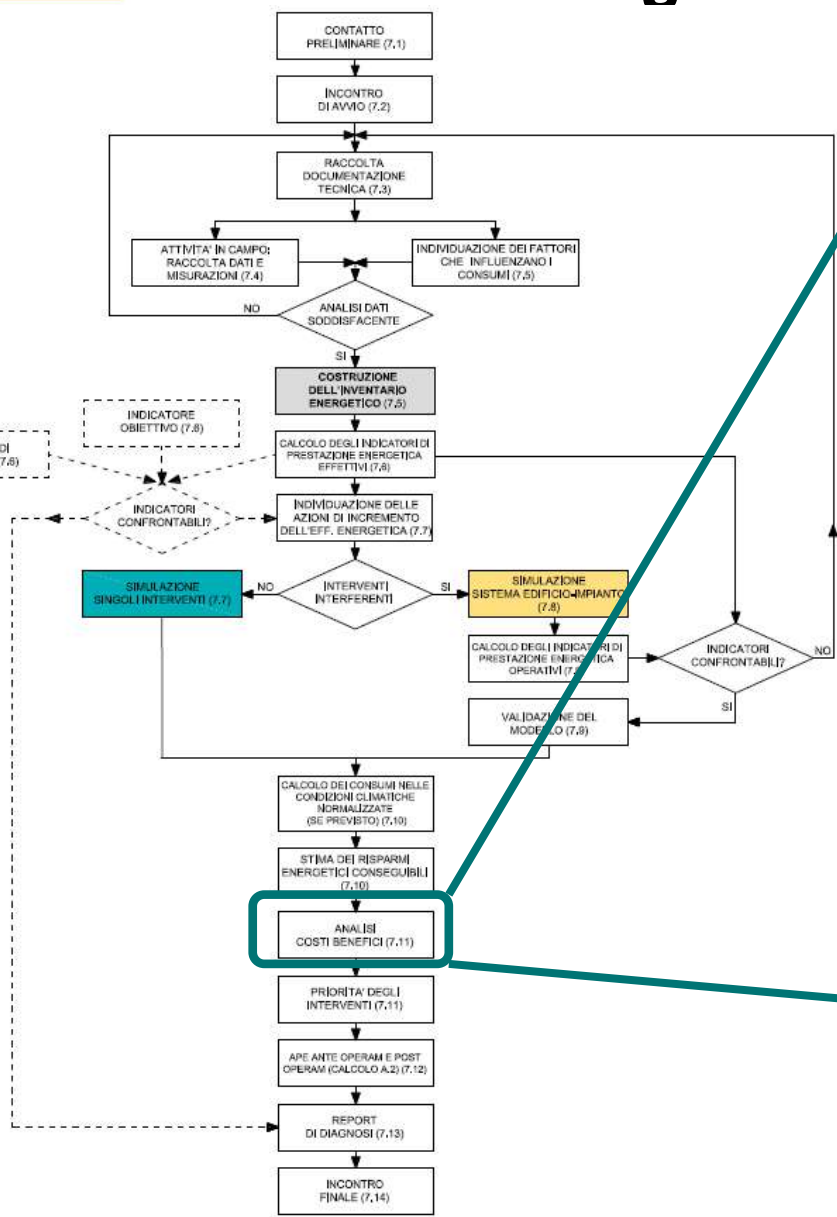 CONTATTO
PRELIMINARE (7.1)
INCONTRO
DI AVVIO (7.2)
RACCOLTA
DOCUMENTAZIONE
TECNICA (7.3)
ATTIVITA' IN CAMPO:
RACCOLTA DATI E
MISURAZIONI (7.4)
INDIVIDUAZIONE DEI FATTORI
CHE INFLUENZANO I
CONSUMI (7.5)
NO
ANALISI DATI
SODDISFACENTE
SI
COSTRUZIONE
DELL'INVENTARIO
ENERGETICO (7.5)
INDICATORE
OBIETTIVO (7.6)
DI
7.6)
CALCOLO DEGLI INDICATORI DI
PRESTAZIONE ENERGETICA
EFFETTIVI (7.6)
INDICATORI
CONFRONTABILI?
INDIVIDUAZIONE DELLE
AZIONI DI INCREMENTO
DELL'EFF. ENERGETICA (7.7)
SIMULAZIONE
SINGOLI INTERVENTI (7.7)
NO
INTERVENTI
INTERFERENTI
SI
SIMULAZIONE
SISTEMA EDIFICIO-IMPIANTO
(7.8)
CALCOLO DEGLI INDICATORI DI
PRESTAZIONE ENERGETICA
OPERATIVI
INDICATORI
CONFRONTABILI?
NO
SI
VALIDAZIONE DEL
MODELLO (7.9)
CALCOLO DEI CONSUMI NELLE
CONDIZIONI CLIMATICHE
NORMALIZZATE
(SE PREVISTO) (7.10)
STIMA DEI RISPARMI
ENERGETICI CONSEGUIBILI
(7.10)
ANALISI
COSTI BENEFICI (7.11)
PRIORITA' DEGLI
INTERVENTI (7.11)
APE ANTE OPERAM E POST
OPERAM (CALCOLO A.2) (7.12)
REPORT
DI DIAGNOSI (7.13)
INCONTRO
FINALE (7.14)